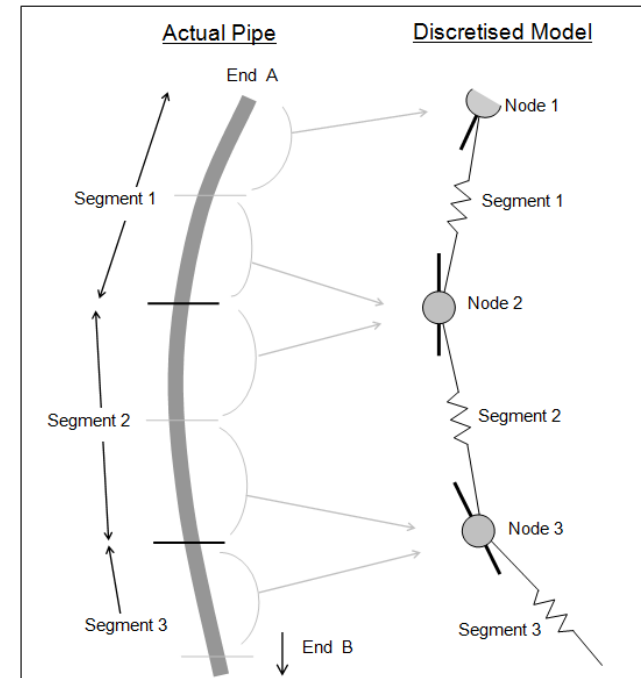 Actual Pipe
Discretised Model
End A
Node 1
Segment 1
Segment 1
Node 2
Segment 2
Segment 2
Node 3
Segment 3
Segment 3
End B